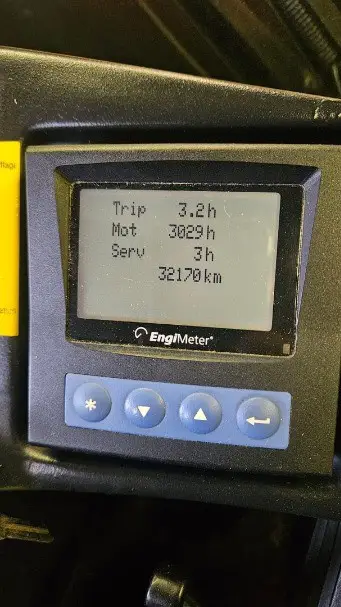 Trip 3.2h
Mot 3029h
Serv 3h
32170km
EngiMeter®